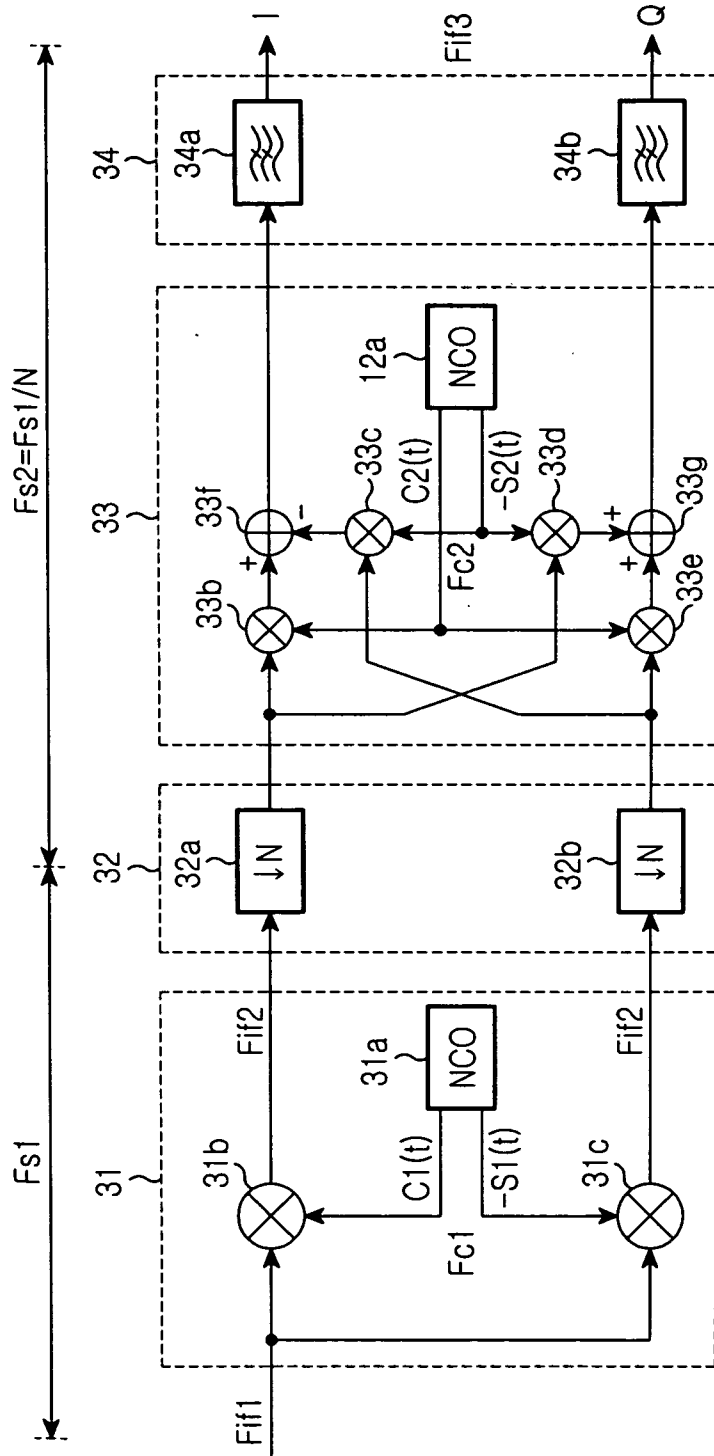 Fs1
Fs2=Fs1/N
31
32
33
34
Fif1
31b
Fif2
32a
↓N
33b
+
33f
-
34a
I
C1(t)
31a
NCO
Fc1
-S1(t)
33c
C2(t)
12a
NCO
Fc2
-S2(t)
33d
Fif3
31c
Fif2
32b
↓N
33e
+
+
33g
34b
Q